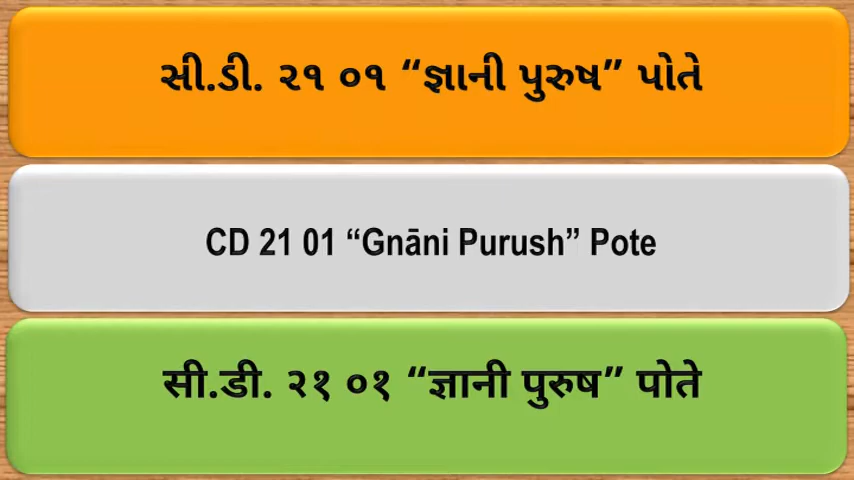 સી.ડી. ૨૧ ૦૧ “જ્ઞાની પુરુષ” પોતે
CD 21 01 “Gnāni Purush” Pote
सी.डी. २१ ०१ “ज्ञानी पुरुष” पोते